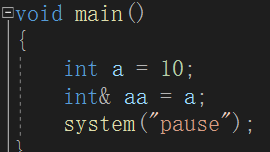 void main()
{
    int a = 10;
    int& aa = a;
    system("pause");
}